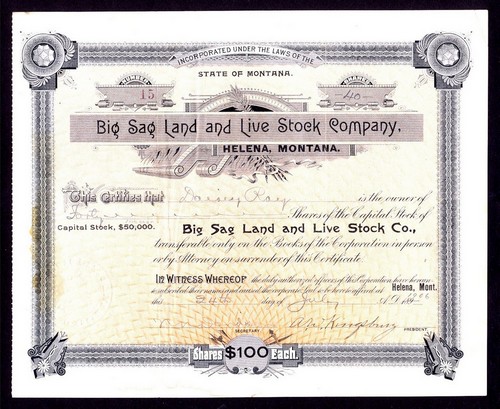 INCORPORATED UNDER THE LAWS OF THE
STATE OF MONTANA.
NUMBER SHARES
15 40
Big Sag Land and Live Stock Company,
HELENA, MONTANA.
This Certifies that Daisy Ray is the owner of
Shares of the Capital Stock of
Capital Stock, $50,000. Big Sag Land and Live Stock Co.,
transferable only on the Books of the Corporation in person
or by Attorney on surrender of this Certificate.
In Witness Whereof the duly authorized officers of this Corporation have hereunto
subscribed their names and caused the corporate Seal to be hereto affixed at Helena, Mont.
this 24th day of July A.D. 1906
SECRETARY PRESIDENT.
Shares $100 Each.